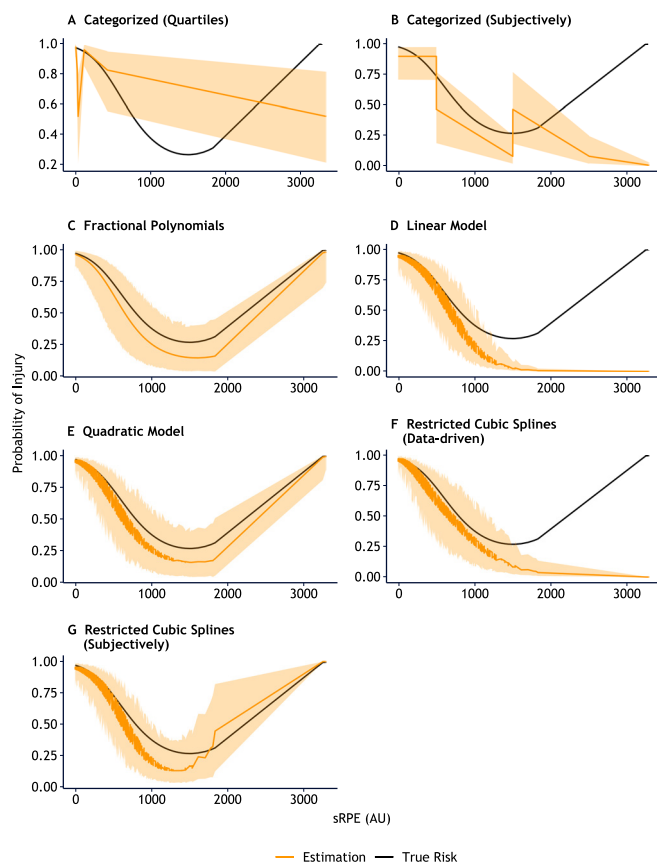 A Categorized (Quartiles)
B Categorized (Subjectively)
1.0
0.8
0.6
0.4
0.2
0 1000 2000 3000
1.00
0.75
0.50
0.25
0.00
0 1000 2000 3000
C Fractional Polynomials
D Linear Model
1.00
0.75
0.50
0.25
0.00
0 1000 2000 3000
1.00
0.75
0.50
0.25
0.00
0 1000 2000 3000
Probability of Injury
E Quadratic Model
F Restricted Cubic Splines
(Data-driven)
1.00
0.75
0.50
0.25
0.00
0 1000 2000 3000
1.00
0.75
0.50
0.25
0.00
0 1000 2000 3000
G Restricted Cubic Splines
(Subjectively)
1.00
0.75
0.50
0.25
0.00
0 1000 2000 3000
sRPE (AU)
Estimation True Risk